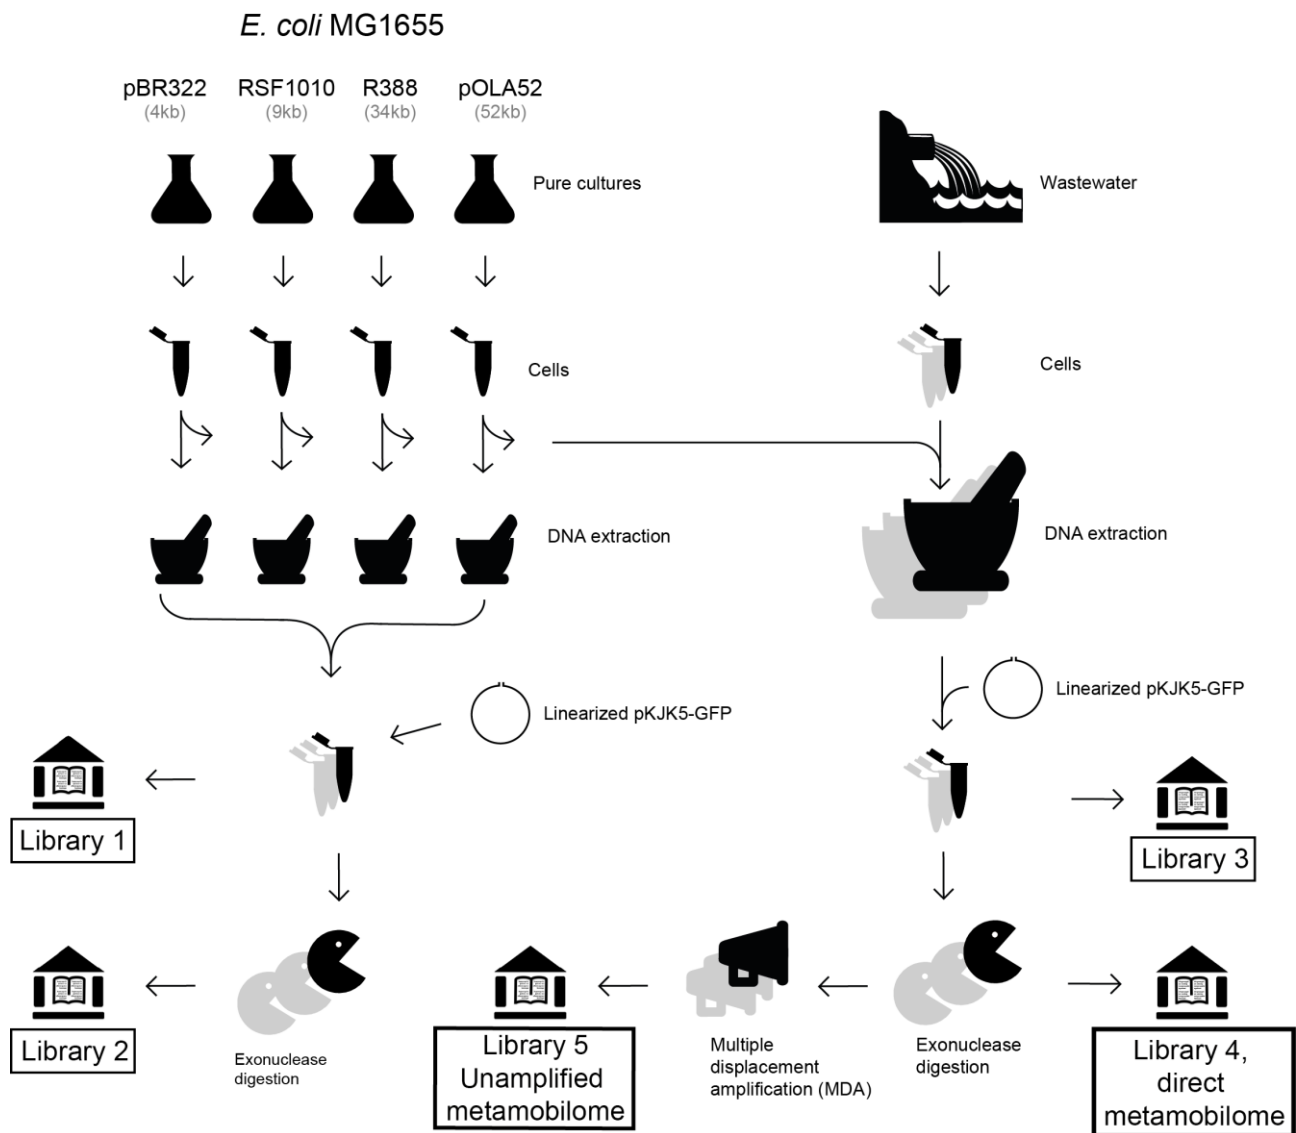 E. coli MG1655
pBR322 RSF1010 R388 pOLA52
(4kb) (9kb) (34kb) (52kb)
Pure cultures
Wastewater
Cells
Cells
DNA extraction
DNA extraction
Linearized pKJK5-GFP
Linearized pKJK5-GFP
Library 1
Library 3
Library 2
Exonuclease
digestion
Library 5
Unamplified
metamobilome
Multiple
displacement
amplification (MDA)
Exonuclease
digestion
Library 4,
direct
metamobilome